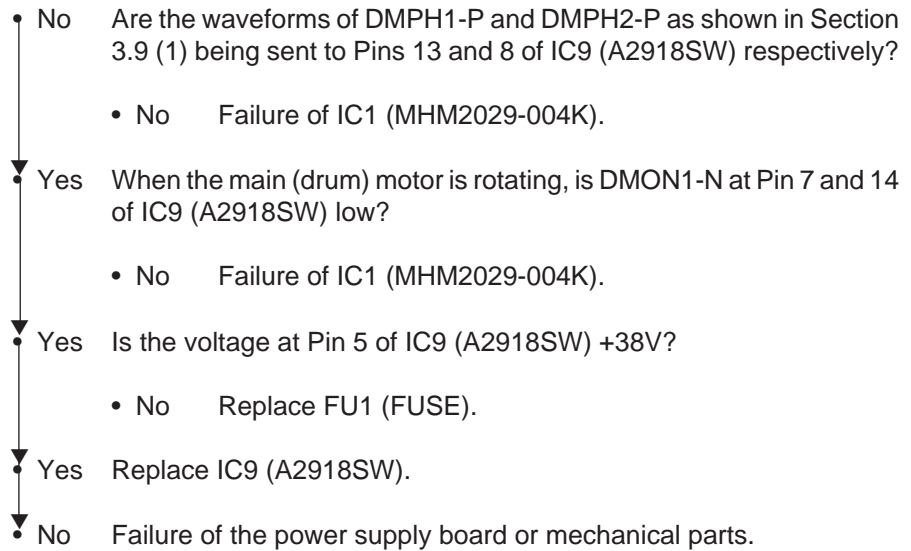 • No Are the waveforms of DMPH1-P and DMPH2-P as shown in Section
3.9 (1) being sent to Pins 13 and 8 of IC9 (A2918SW) respectively?
• No Failure of IC1 (MHM2029-004K).
• Yes When the main (drum) motor is rotating, is DMON1-N at Pin 7 and 14
of IC9 (A2918SW) low?
• No Failure of IC1 (MHM2029-004K).
• Yes Is the voltage at Pin 5 of IC9 (A2918SW) +38V?
• No Replace FU1 (FUSE).
• Yes Replace IC9 (A2918SW).
• No Failure of the power supply board or mechanical parts.